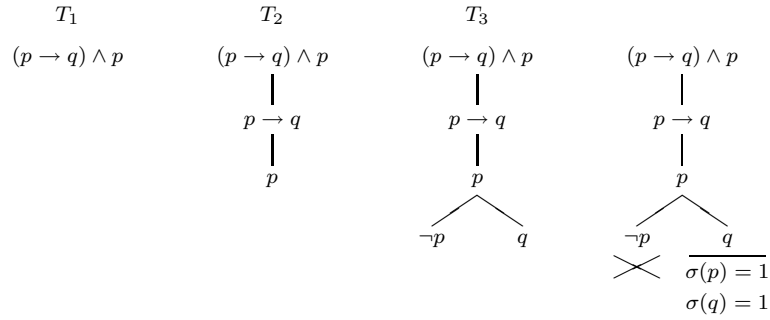 T₁ T₂ T₃
(p → q) ∧ p (p → q) ∧ p (p → q) ∧ p (p → q) ∧ p
p → q p → q p → q
p p p
¬p q ¬p q
σ(p) = 1
σ(q) = 1